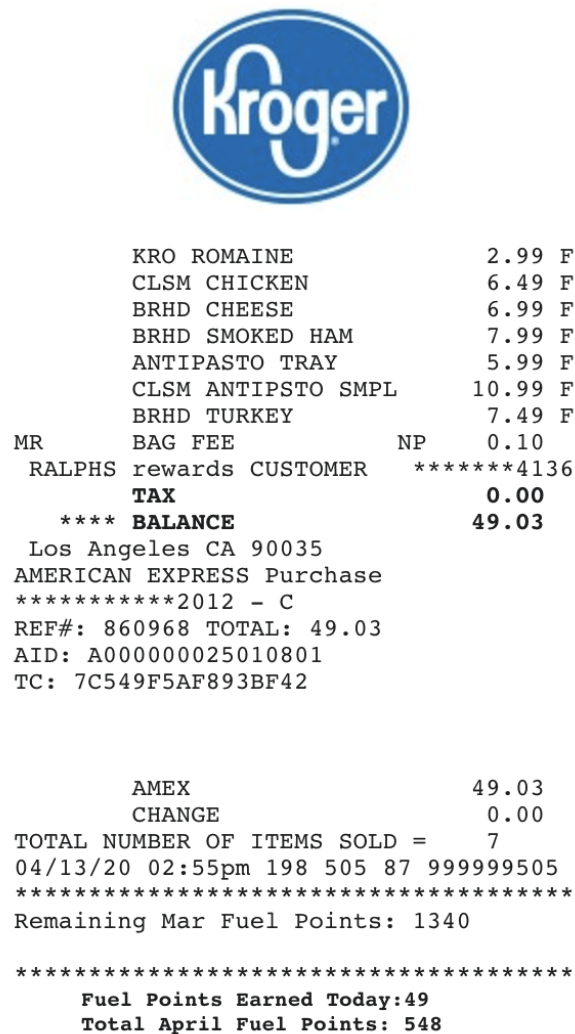 Kroger
KRO ROMAINE 2.99 F
CLSM CHICKEN 6.49 F
BRHD CHEESE 6.99 F
BRHD SMOKED HAM 7.99 F
ANTIPASTO TRAY 5.99 F
CLSM ANTIPSTO SMPL 10.99 F
BRHD TURKEY 7.49 F
MR BAG FEE NP 0.10
RALPHS rewards CUSTOMER *******4136
TAX 0.00
**** BALANCE 49.03
Los Angeles CA 90035
AMERICAN EXPRESS Purchase
***********2012 - C
REF#: 860968 TOTAL: 49.03
AID: A000000025010801
TC: 7C549F5AF893BF42
AMEX 49.03
CHANGE 0.00
TOTAL NUMBER OF ITEMS SOLD = 7
04/13/20 02:55pm 198 505 87 999999505
**************************************
Remaining Mar Fuel Points: 1340
**************************************
Fuel Points Earned Today:49
Total April Fuel Points: 548